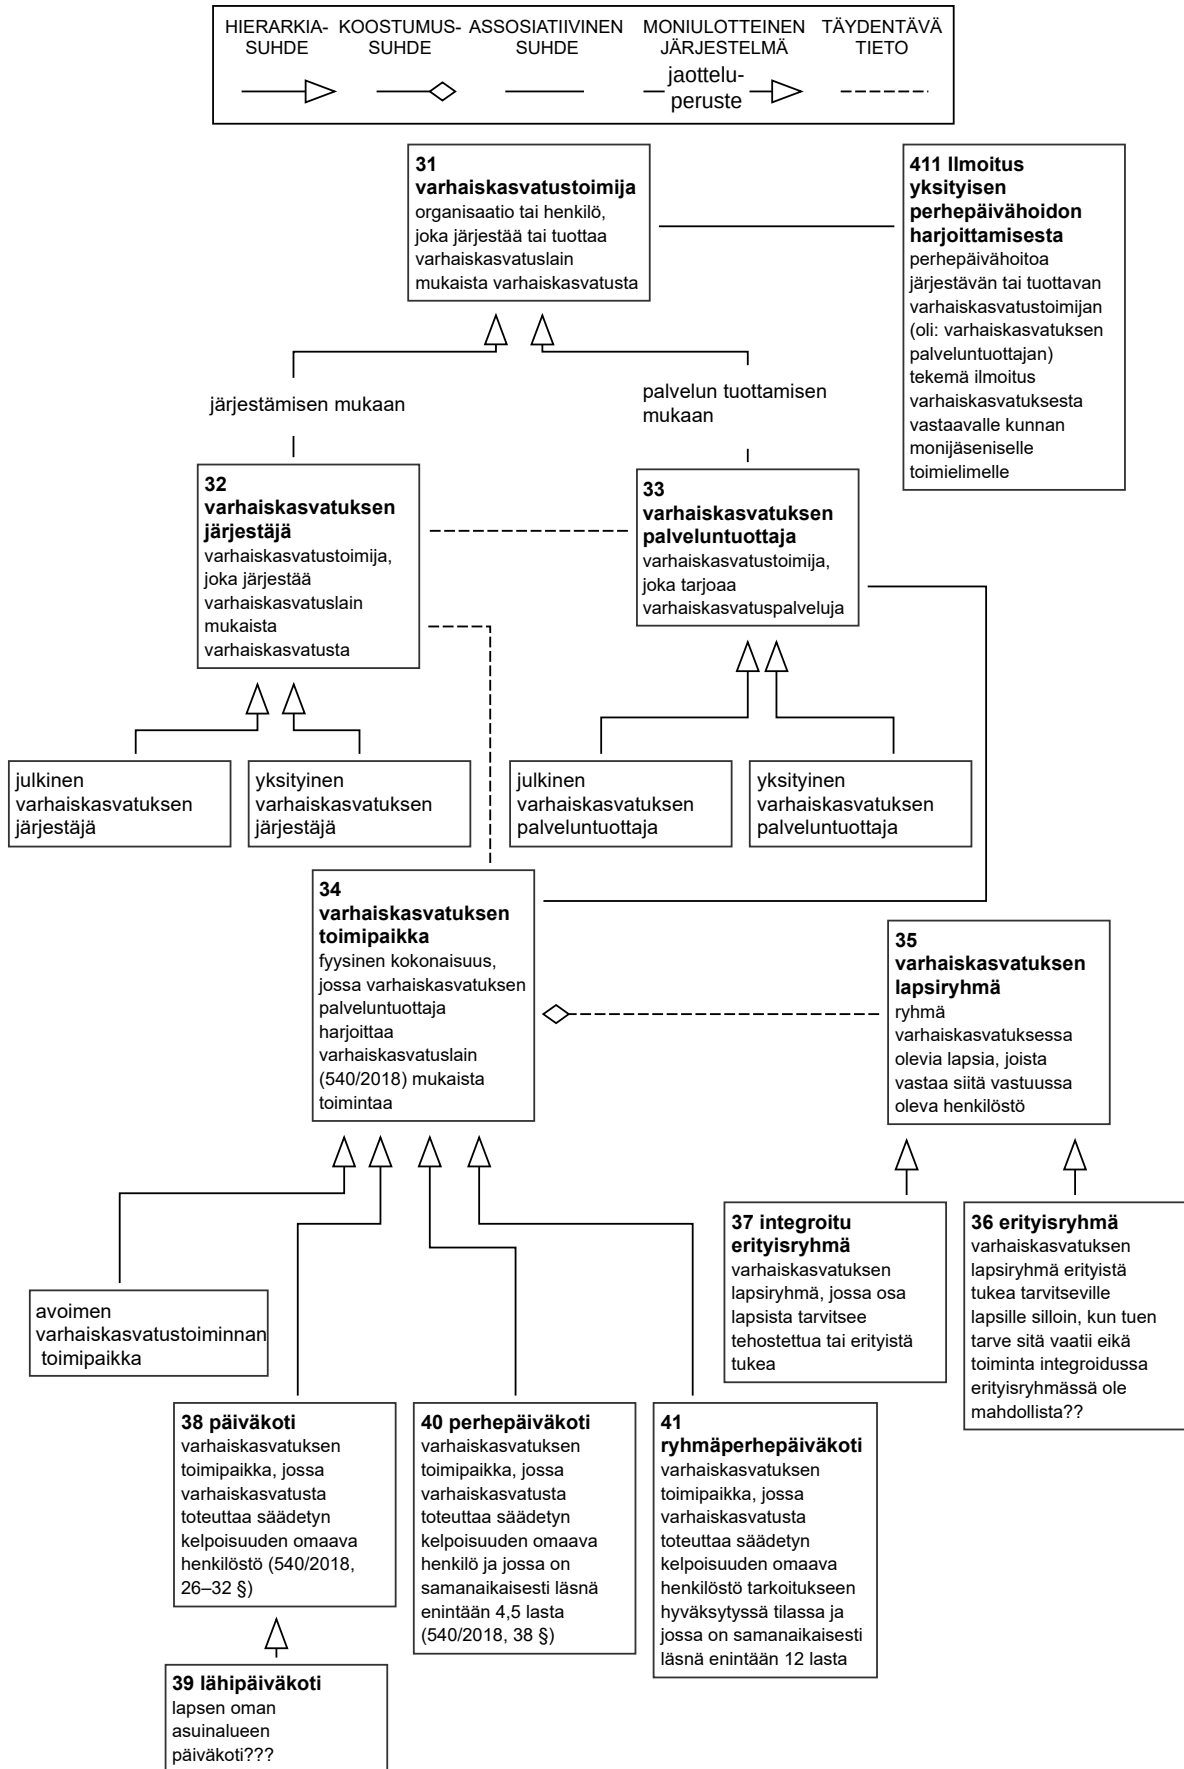 HIERARKIA-
SUHDE
KOOSTUMUS-
SUHDE
ASSOSIATIIVINEN
SUHDE
MONIULOTTEINEN
JÄRJESTELMÄ
TÄYDENTÄVÄ
TIETO
jaottelu-
peruste
31
varhaiskasvatustoimija
organisaatio tai henkilö,
joka järjestää tai tuottaa
varhaiskasvatuslain
mukaista varhaiskasvatusta
411 Ilmoitus
yksityisen
perhepäivähoidon
harjoittamisesta
perhepäivähoitoa
järjestävän tai tuottavan
varhaiskasvatustoimijan
(oli: varhaiskasvatuksen
palveluntuottajan)
tekemä ilmoitus
varhaiskasvatuksesta
vastaavalle kunnan
monijäseniselle
toimielimelle
järjestämisen mukaan
palvelun tuottamisen
mukaan
32
varhaiskasvatuksen
järjestäjä
varhaiskasvatustoimija,
joka järjestää
varhaiskasvatuslain
mukaista
varhaiskasvatusta
33
varhaiskasvatuksen
palveluntuottaja
varhaiskasvatustoimija,
joka tarjoaa
varhaiskasvatuspalveluja
julkinen
varhaiskasvatuksen
järjestäjä
yksityinen
varhaiskasvatuksen
järjestäjä
julkinen
varhaiskasvatuksen
palveluntuottaja
yksityinen
varhaiskasvatuksen
palveluntuottaja
34
varhaiskasvatuksen
toimipaikka
fyysinen kokonaisuus,
jossa varhaiskasvatuksen
palveluntuottaja
harjoittaa
varhaiskasvatuslain
(540/2018) mukaista
toimintaa
35
varhaiskasvatuksen
lapsiryhmä
ryhmä
varhaiskasvatuksessa
olevia lapsia, joista
vastaa siitä vastuussa
oleva henkilöstö
37 integroitu
erityisryhmä
varhaiskasvatuksen
lapsiryhmä, jossa osa
lapsista tarvitsee
tehostettua tai erityistä
tukea
36 erityisryhmä
varhaiskasvatuksen
lapsiryhmä erityistä
tukea tarvitseville
lapsille silloin, kun tuen
tarve sitä vaatii eikä
toiminta integroidussa
erityisryhmässä ole
mahdollista??
avoimen
varhaiskasvatustoiminnan
toimipaikka
38 päiväkoti
varhaiskasvatuksen
toimipaikka, jossa
varhaiskasvatusta
toteuttaa säädetyn
kelpoisuuden omaava
henkilöstö (540/2018,
26–32 §)
40 perhepäiväkoti
varhaiskasvatuksen
toimipaikka, jossa
varhaiskasvatusta
toteuttaa säädetyn
kelpoisuuden omaava
henkilö ja jossa on
samanaikaisesti läsnä
enintään 4,5 lasta
(540/2018, 38 §)
41
ryhmäperhepäiväkoti
varhaiskasvatuksen
toimipaikka, jossa
varhaiskasvatusta
toteuttaa säädetyn
kelpoisuuden omaava
henkilöstö tarkoitukseen
hyväksytyssä tilassa ja
jossa on samanaikaisesti
läsnä enintään 12 lasta
39 lähipäiväkoti
lapsen oman
asuinalueen
päiväkoti???